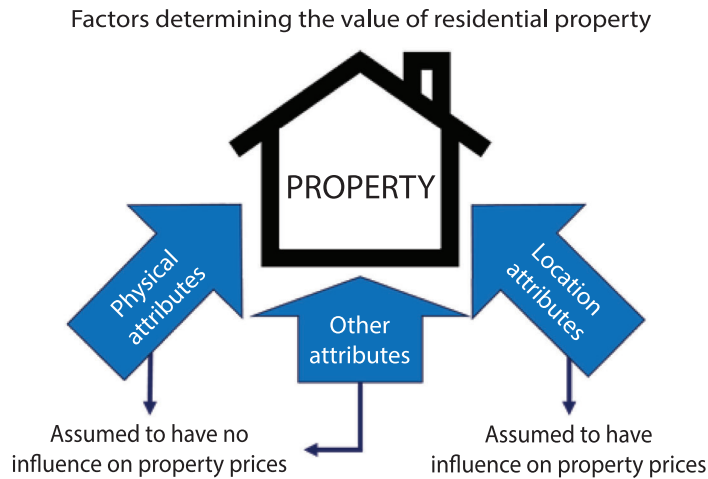 Factors determining the value of residential property
PROPERTY
Physical
attributes
Other
attributes
Location
attributes
Assumed to have no
influence on property prices
Assumed to have
influence on property prices